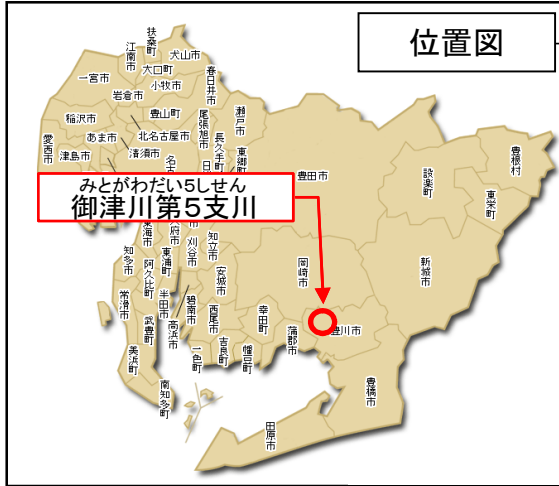 位置図
扶桑町
江南市
犬山市
大口町
一宮市
小牧市
岩倉市
春日井市
稲沢市
豊山町
尾張旭市
瀬戸市
愛西市
あま市
北名古屋市
長久手町
津島市
清須市
東郷町
豊田市
設楽町
豊根村
東栄町
みとがわだい5しせん
御津川第5支川
東海市
知多市
東浦町
刈谷市
知立市
岡崎市
新城市
阿久比町
安城市
常滑市
半田市
碧南市
武豊町
高浜市
西尾市
幸田町
蒲郡市
豊川市
美浜町
一色町
吉良町
幡豆町
南知多町
豊橋市
田原市